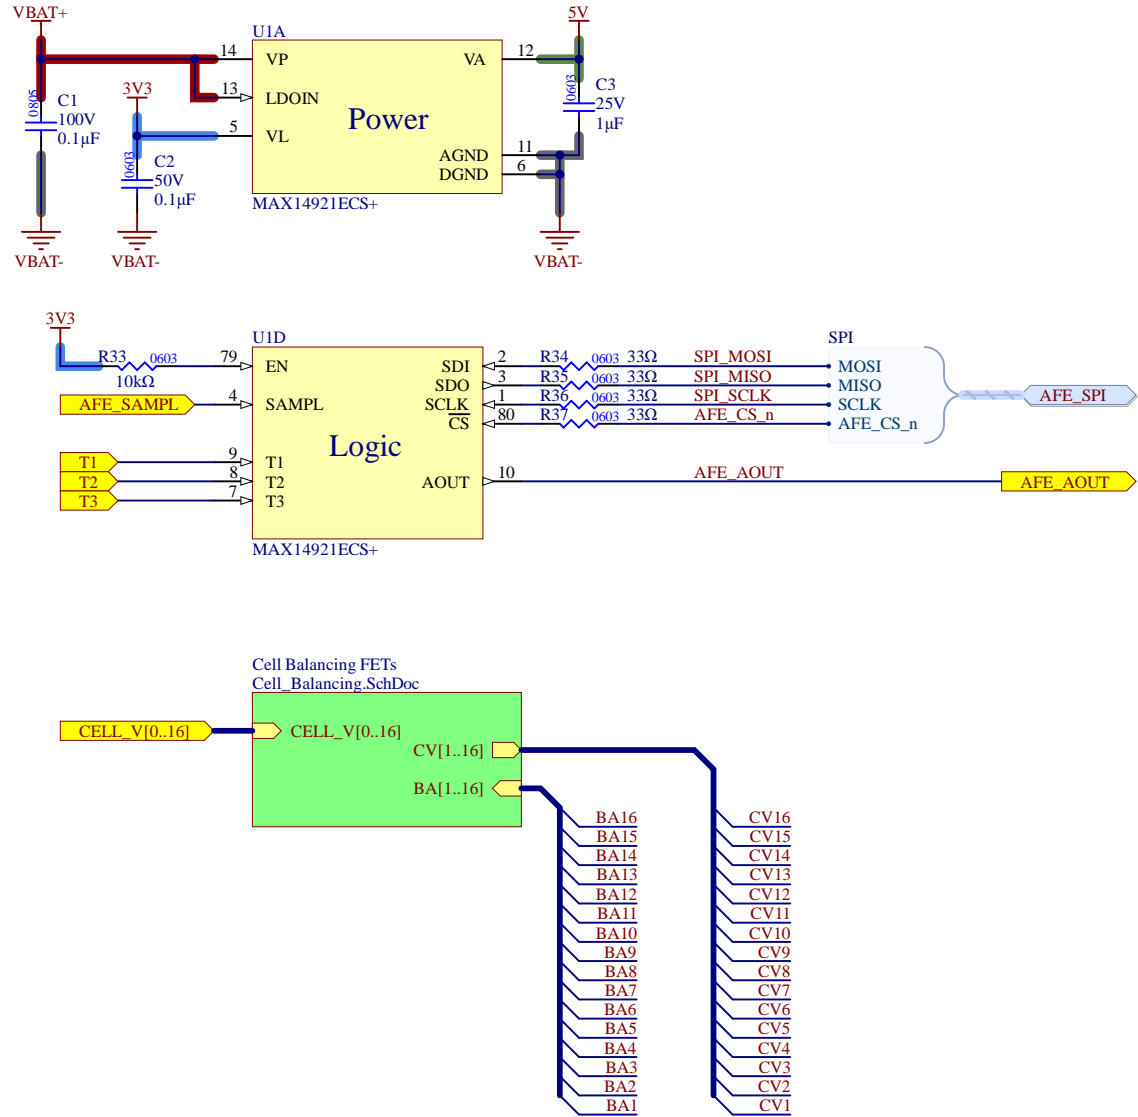 VBAT+
5V
U1A
14 VP
VA 12
0805
C1
100V
0.1µF
3V3
13 LDOIN
5 VL
Power
0603
C3
25V
1µF
0603
C2
50V
0.1µF
AGND 11
DGND 6
MAX14921ECS+
VBAT-
VBAT-
VBAT-
3V3
U1D
SPI
R33 0603 79 EN
10kΩ
SDI 2 R34 0603 33Ω SPI_MOSI MOSI
SDO 3 R35 0603 33Ω SPI_MISO MISO
AFE_SAMPL 4 SAMPL
SCLK 1 R36 0603 33Ω SPI_SCLK SCLK
AFE_SPI
CS 80 R37 0603 33Ω AFE_CS_n AFE_CS_n
Logic
T1 9 T1
T2 8 T2
T3 7 T3
AOUT 10 AFE_AOUT AFE_AOUT
MAX14921ECS+
Cell Balancing FETs
Cell_Balancing.SchDoc
CELL_V[0..16] CELL_V[0..16]
CV[1..16]
BA[1..16]
BA16 CV16
BA15 CV15
BA14 CV14
BA13 CV13
BA12 CV12
BA11 CV11
BA10 CV10
BA9 CV9
BA8 CV8
BA7 CV7
BA6 CV6
BA5 CV5
BA4 CV4
BA3 CV3
BA2 CV2
BA1 CV1